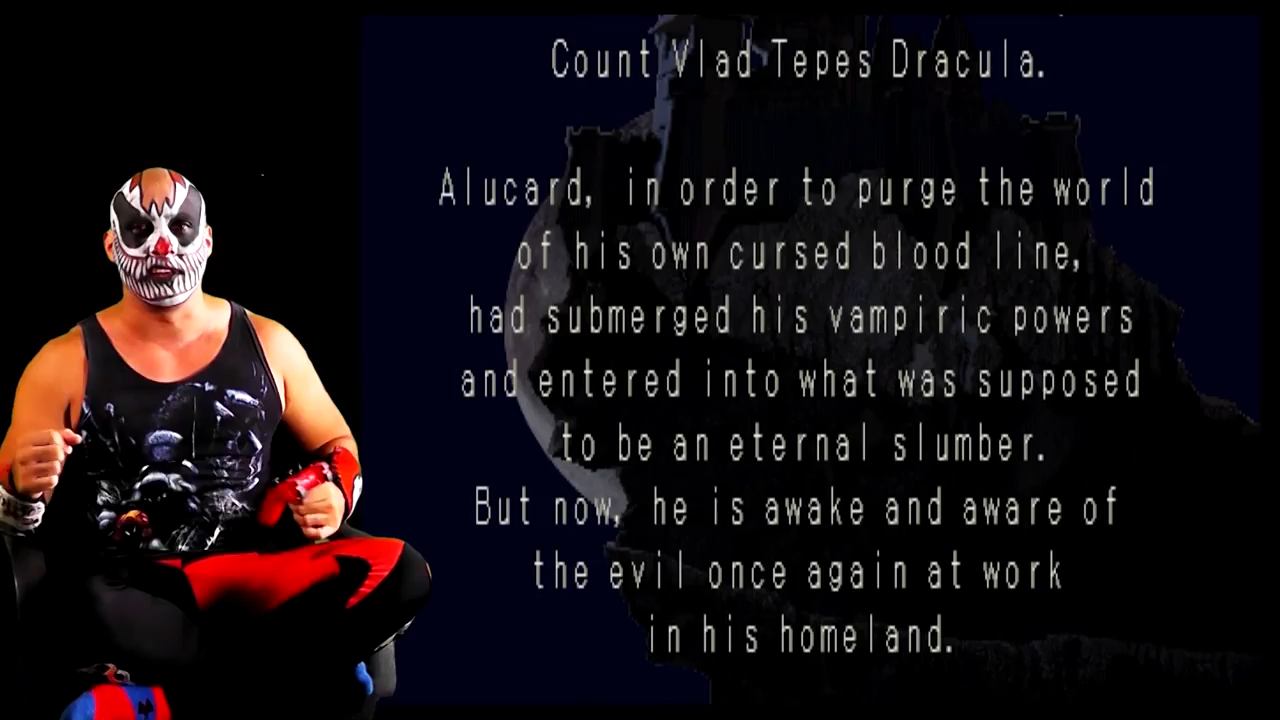 Count Vlad Tepes Dracula.
Alucard, in order to purge the world
of his own cursed blood line,
had submerged his vampiric powers
and entered into what was supposed
to be an eternal slumber.
But now, he is awake and aware of
the evil once again at work
in his homeland.